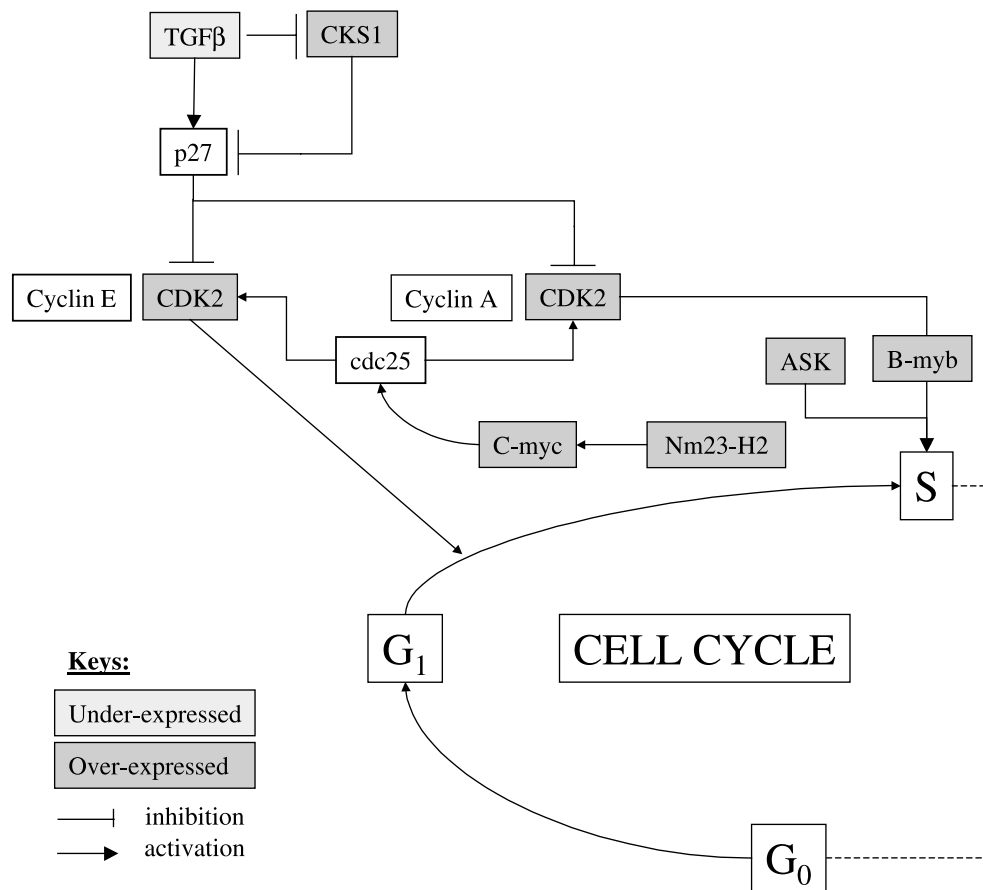 TGFβ
CKS1
p27
Cyclin E
CDK2
Cyclin A
CDK2
cdc25
ASK
B-myb
C-myc
Nm23-H2
S
G1
CELL CYCLE
Keys:
Under-expressed
Over-expressed
inhibition
activation
G0